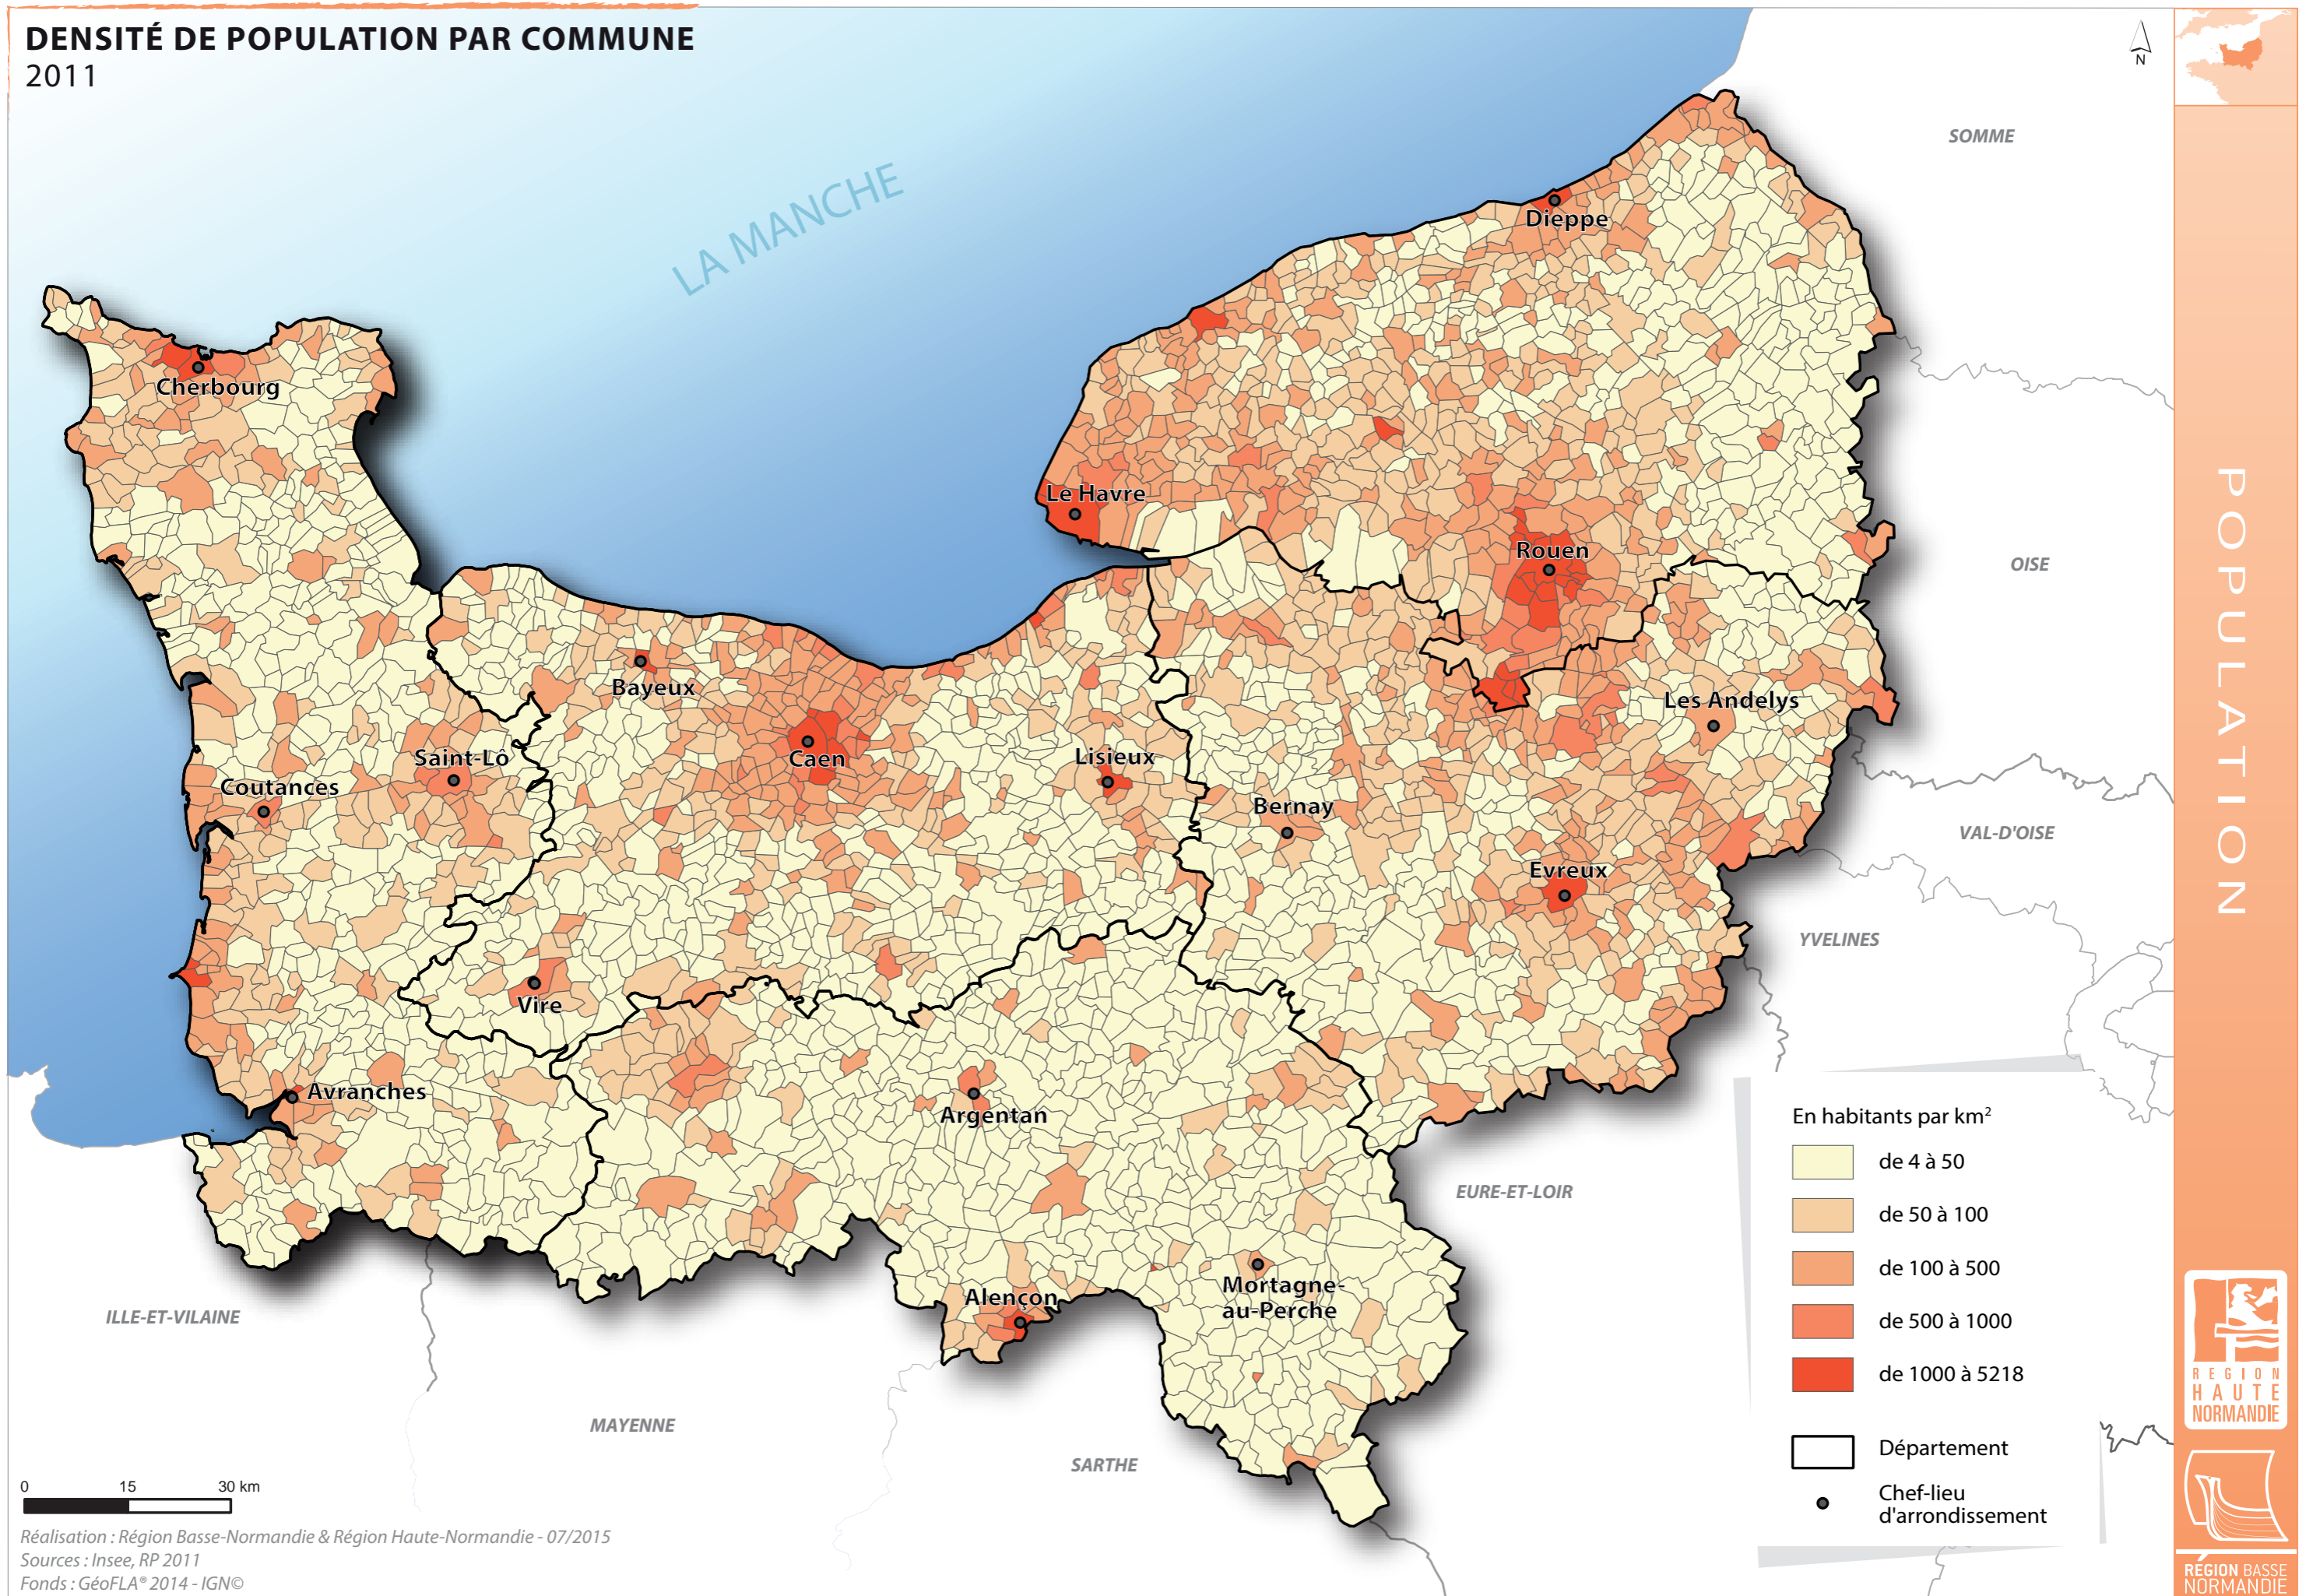 DENSITÉ DE POPULATION PAR COMMUNE
2011
N
LA MANCHE
SOMME
Dieppe
Cherbourg
Le Havre
Rouen
OISE
Bayeux
Les Andelys
Saint-Lô
Caen
Lisieux
Coutances
Bernay
VAL-D'OISE
Evreux
YVELINES
Vire
Avranches
Argentan
EURE-ET-LOIR
Mortagne-
au-Perche
Alençon
ILLE-ET-VILAINE
MAYENNE
SARTHE
En habitants par km²
de 4 à 50
de 50 à 100
de 100 à 500
de 500 à 1000
de 1000 à 5218
Département
Chef-lieu
d'arrondissement
0 15 30 km
Réalisation : Région Basse-Normandie & Région Haute-Normandie - 07/2015
Sources : Insee, RP 2011
Fonds : GéoFLA® 2014 - IGN©
POPULATION
REGION
HAUTE
NORMANDIE
RÉGION BASSE
NORMANDIE